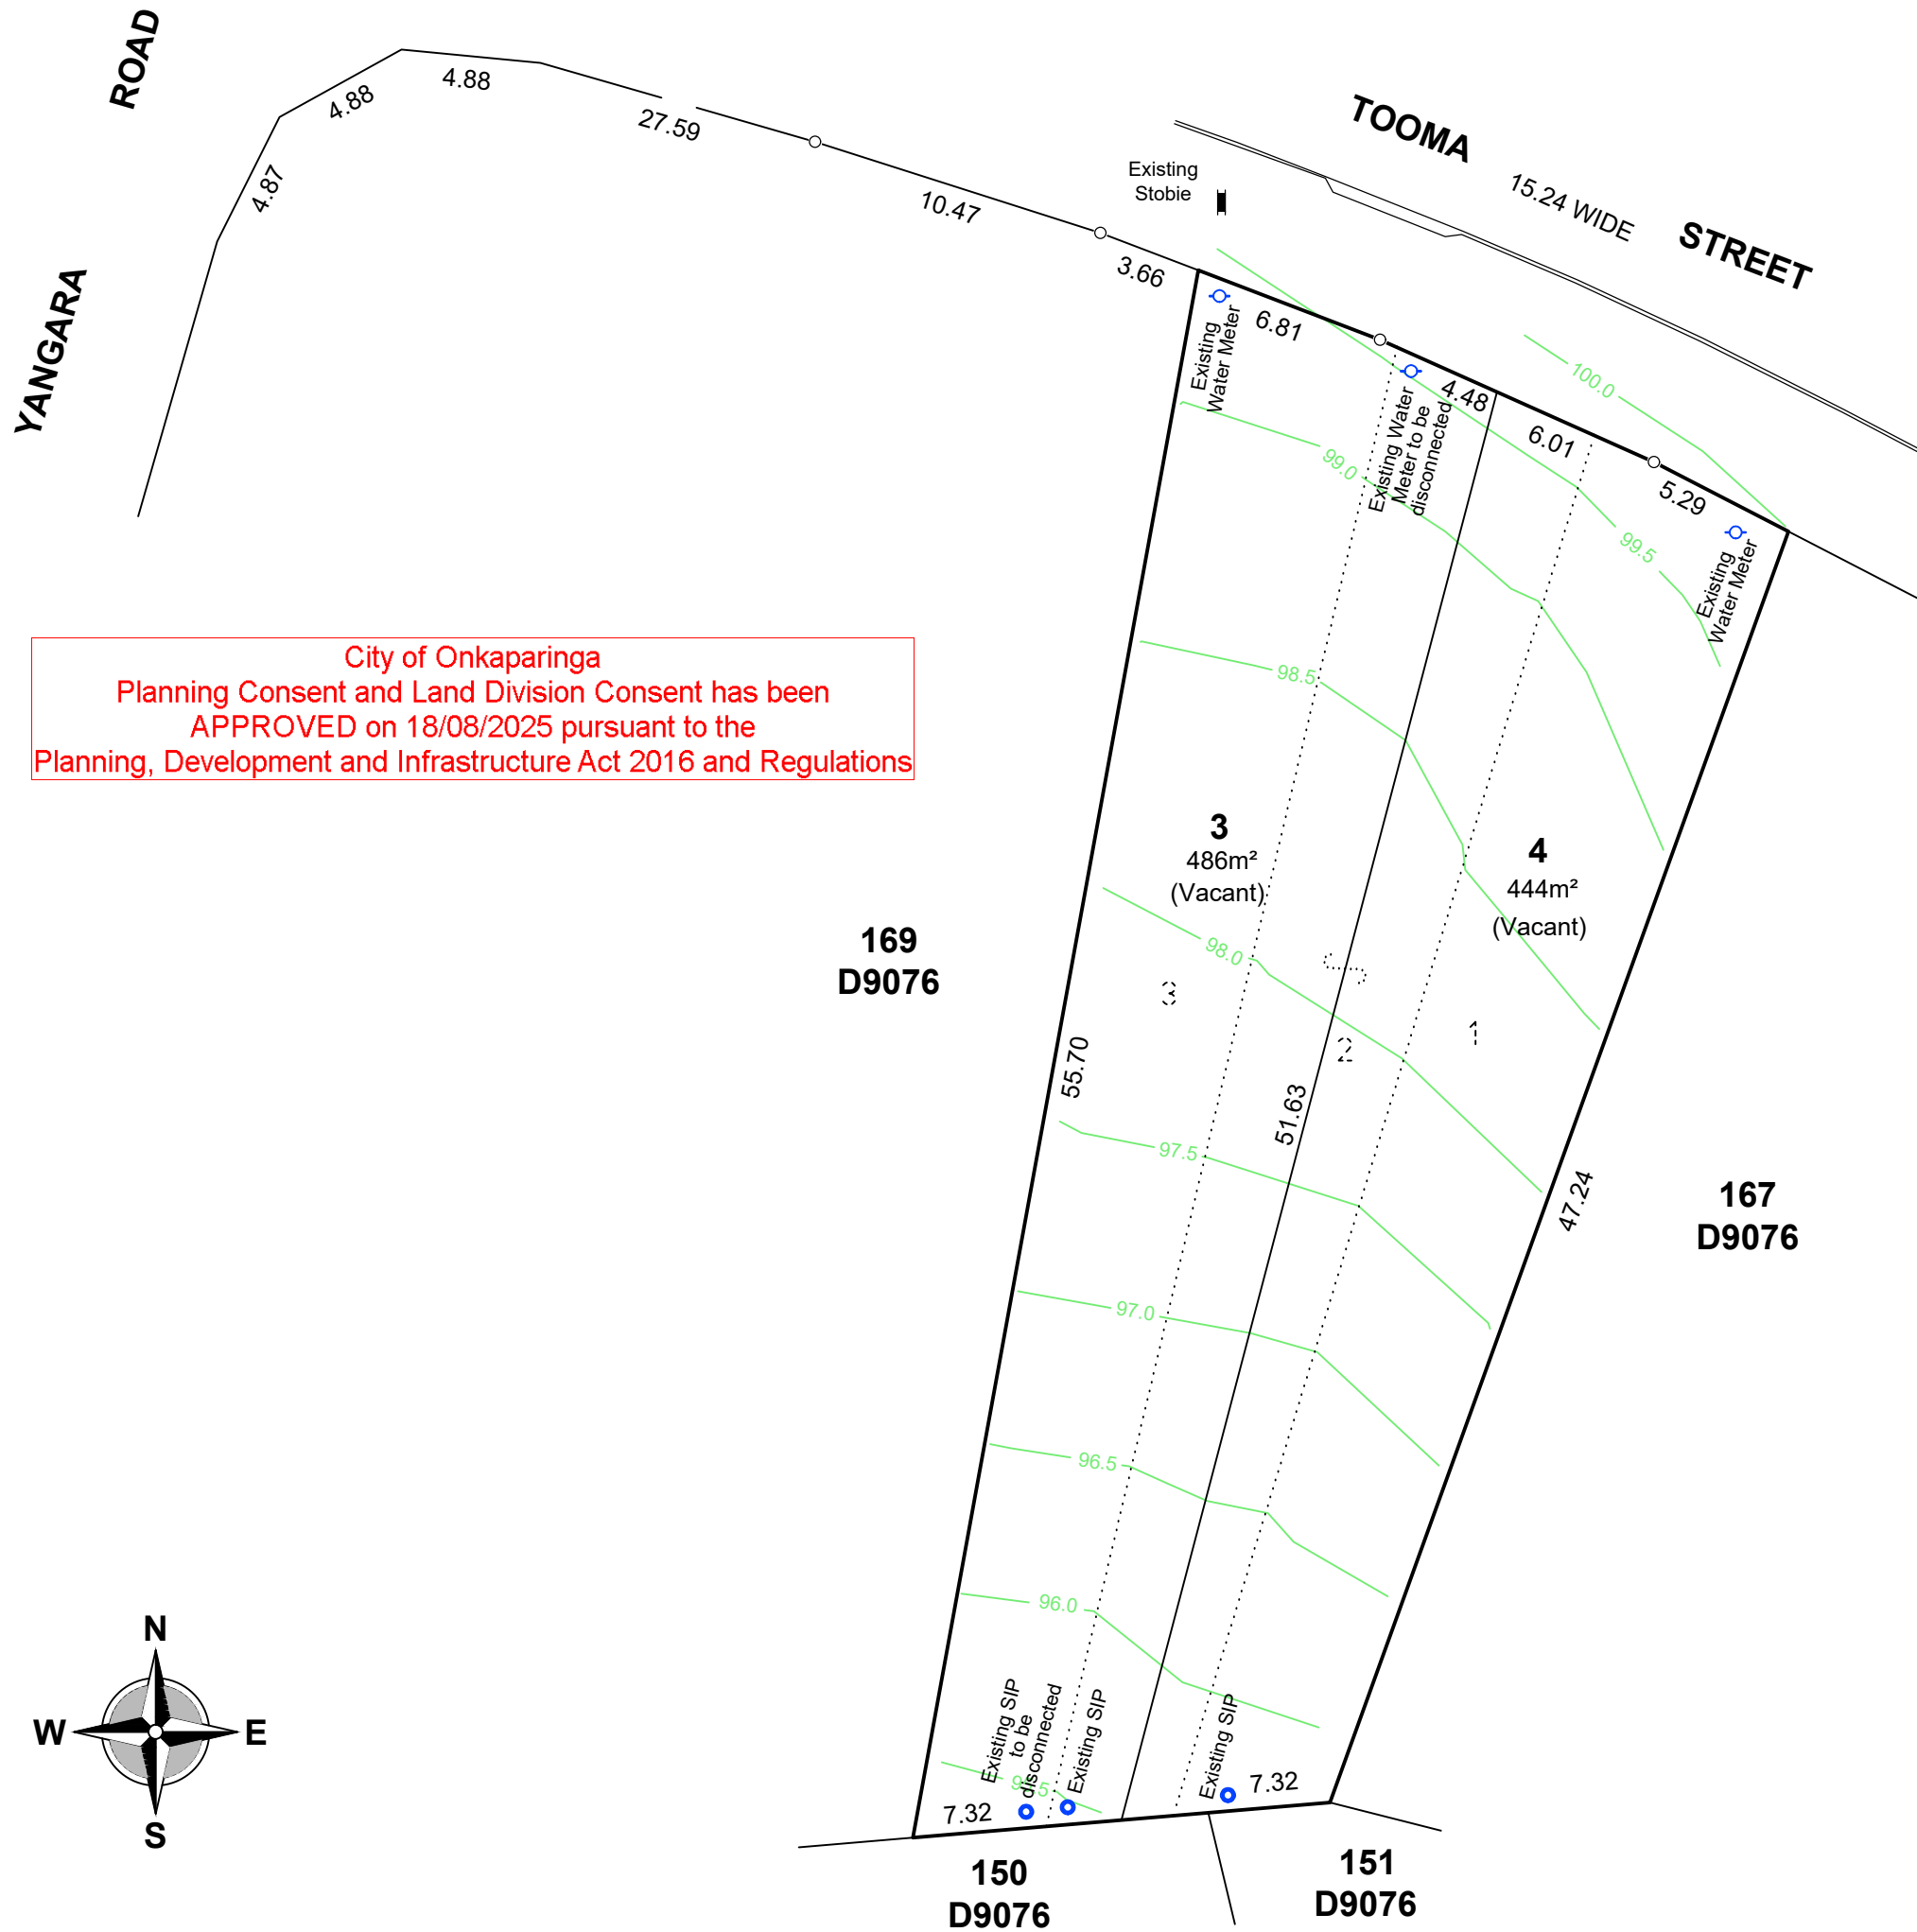 ROAD
YANGARA
4.87
4.88
4.88
27.59
10.47
3.66
Existing
Stobie
TOOMA
15.24 WIDE
STREET
6.81
4.48
6.01
5.29
Existing
Water Meter
Existing Water
Meter to be
disconnected
Existing
Water Meter
100.0
99.5
99.0
98.5
98.0
97.5
97.0
96.5
96.0
City of Onkaparinga
Planning Consent and Land Division Consent has been
APPROVED on 18/08/2025 pursuant to the
Planning, Development and Infrastructure Act 2016 and Regulations
3
486m²
(Vacant)
4
444m²
(Vacant)
169
D9076
3
2
1
55.70
51.63
47.24
167
D9076
N
W
E
S
Existing SIP
to be
disconnected
Existing SIP
Existing SIP
7.32
7.32
150
D9076
151
D9076